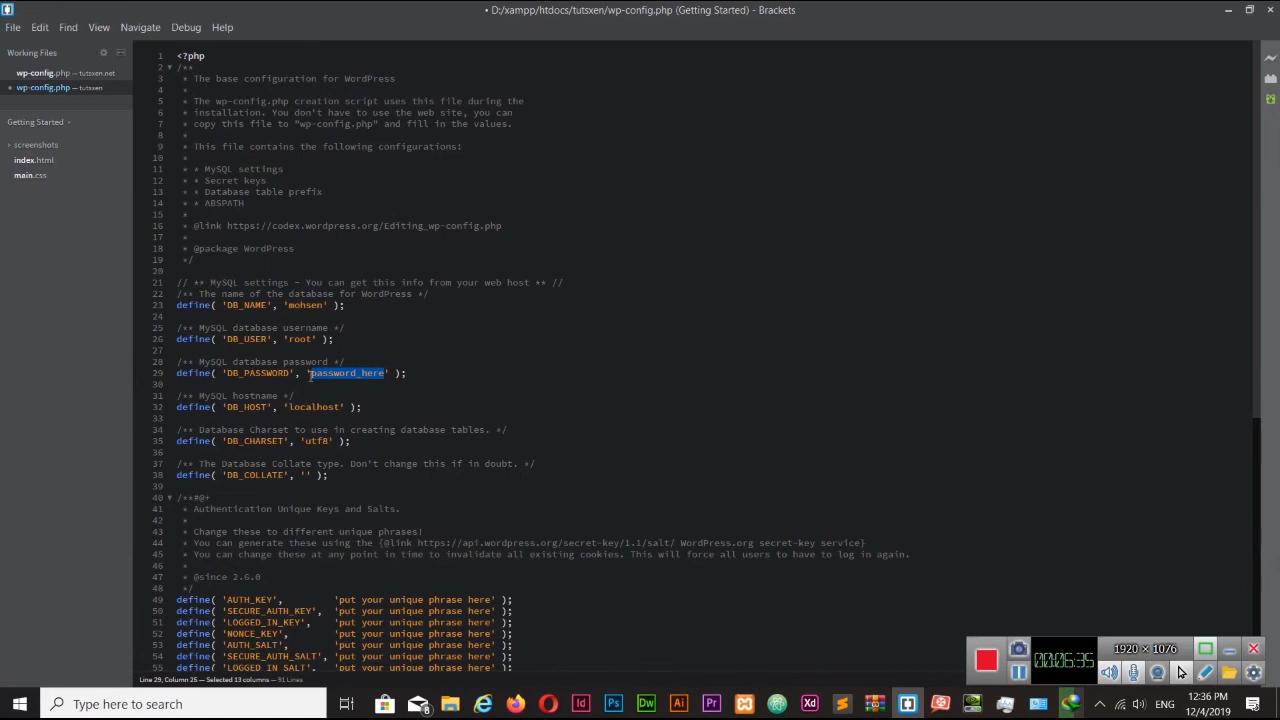 • D:/xampp/htdocs/tutsxen/wp-config.php (Getting Started) - Brackets
File Edit Find View Navigate Debug Help
Working Files
wp-config.php — tutsxen.net
• wp-config.php — tutsxen
Getting Started
screenshots
index.html
main.css
1 <?php
2 /**
3 * The base configuration for WordPress
4 *
5 * The wp-config.php creation script uses this file during the
6 * installation. You don't have to use the web site, you can
7 * copy this file to "wp-config.php" and fill in the values.
8 *
9 * This file contains the following configurations:
10 *
11 * * MySQL settings
12 * * Secret keys
13 * * Database table prefix
14 * * ABSPATH
15 *
16 * @link https://codex.wordpress.org/Editing_wp-config.php
17 *
18 * @package WordPress
19 */
20
21 // ** MySQL settings - You can get this info from your web host ** //
22 /** The name of the database for WordPress */
23 define( 'DB_NAME', 'mohsen' );
24
25 /** MySQL database username */
26 define( 'DB_USER', 'root' );
27
28 /** MySQL database password */
29 define( 'DB_PASSWORD', 'password_here' );
30
31 /** MySQL hostname */
32 define( 'DB_HOST', 'localhost' );
33
34 /** Database Charset to use in creating database tables. */
35 define( 'DB_CHARSET', 'utf8' );
36
37 /** The Database Collate type. Don't change this if in doubt. */
38 define( 'DB_COLLATE', '' );
39
40 /**#@+
41 * Authentication Unique Keys and Salts.
42 *
43 * Change these to different unique phrases!
44 * You can generate these using the {@link https://api.wordpress.org/secret-key/1.1/salt/ WordPress.org secret-key service}
45 * You can change these at any point in time to invalidate all existing cookies. This will force all users to have to log in again.
46 *
47 * @since 2.6.0
48 */
49 define( 'AUTH_KEY', 'put your unique phrase here' );
50 define( 'SECURE_AUTH_KEY', 'put your unique phrase here' );
51 define( 'LOGGED_IN_KEY', 'put your unique phrase here' );
52 define( 'NONCE_KEY', 'put your unique phrase here' );
53 define( 'AUTH_SALT', 'put your unique phrase here' );
54 define( 'SECURE_AUTH_SALT', 'put your unique phrase here' );
55 define( 'LOGGED_IN_SALT', 'put your unique phrase here' );
Line 29, Column 25 — Selected 13 columns — 91 Lines
00:06:35
1920 × 1076
Type here to search
8
Id Ps Dw Ai Pr Xd
ENG
12:36 PM
12/4/2019